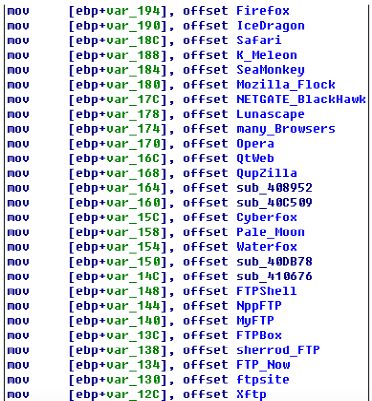 mov [ebp+var_194], offset Firefox
mov [ebp+var_190], offset IceDragon
mov [ebp+var_18C], offset Safari
mov [ebp+var_188], offset K_Meleon
mov [ebp+var_184], offset SeaMonkey
mov [ebp+var_180], offset Mozilla_Flock
mov [ebp+var_17C], offset NETGATE_BlackHawk
mov [ebp+var_178], offset Lunascape
mov [ebp+var_174], offset many_Browsers
mov [ebp+var_170], offset Opera
mov [ebp+var_16C], offset QtWeb
mov [ebp+var_168], offset QupZilla
mov [ebp+var_164], offset sub_408952
mov [ebp+var_160], offset sub_40C509
mov [ebp+var_15C], offset Cyberfox
mov [ebp+var_158], offset Pale_Moon
mov [ebp+var_154], offset Waterfox
mov [ebp+var_150], offset sub_40DB78
mov [ebp+var_14C], offset sub_410676
mov [ebp+var_148], offset FTPShell
mov [ebp+var_144], offset NppFTP
mov [ebp+var_140], offset MyFTP
mov [ebp+var_13C], offset FTPBox
mov [ebp+var_138], offset sherrod_FTP
mov [ebp+var_134], offset FTP_Now
mov [ebp+var_130], offset ftpsite
mov [ebp+var_12C], offset Xftp